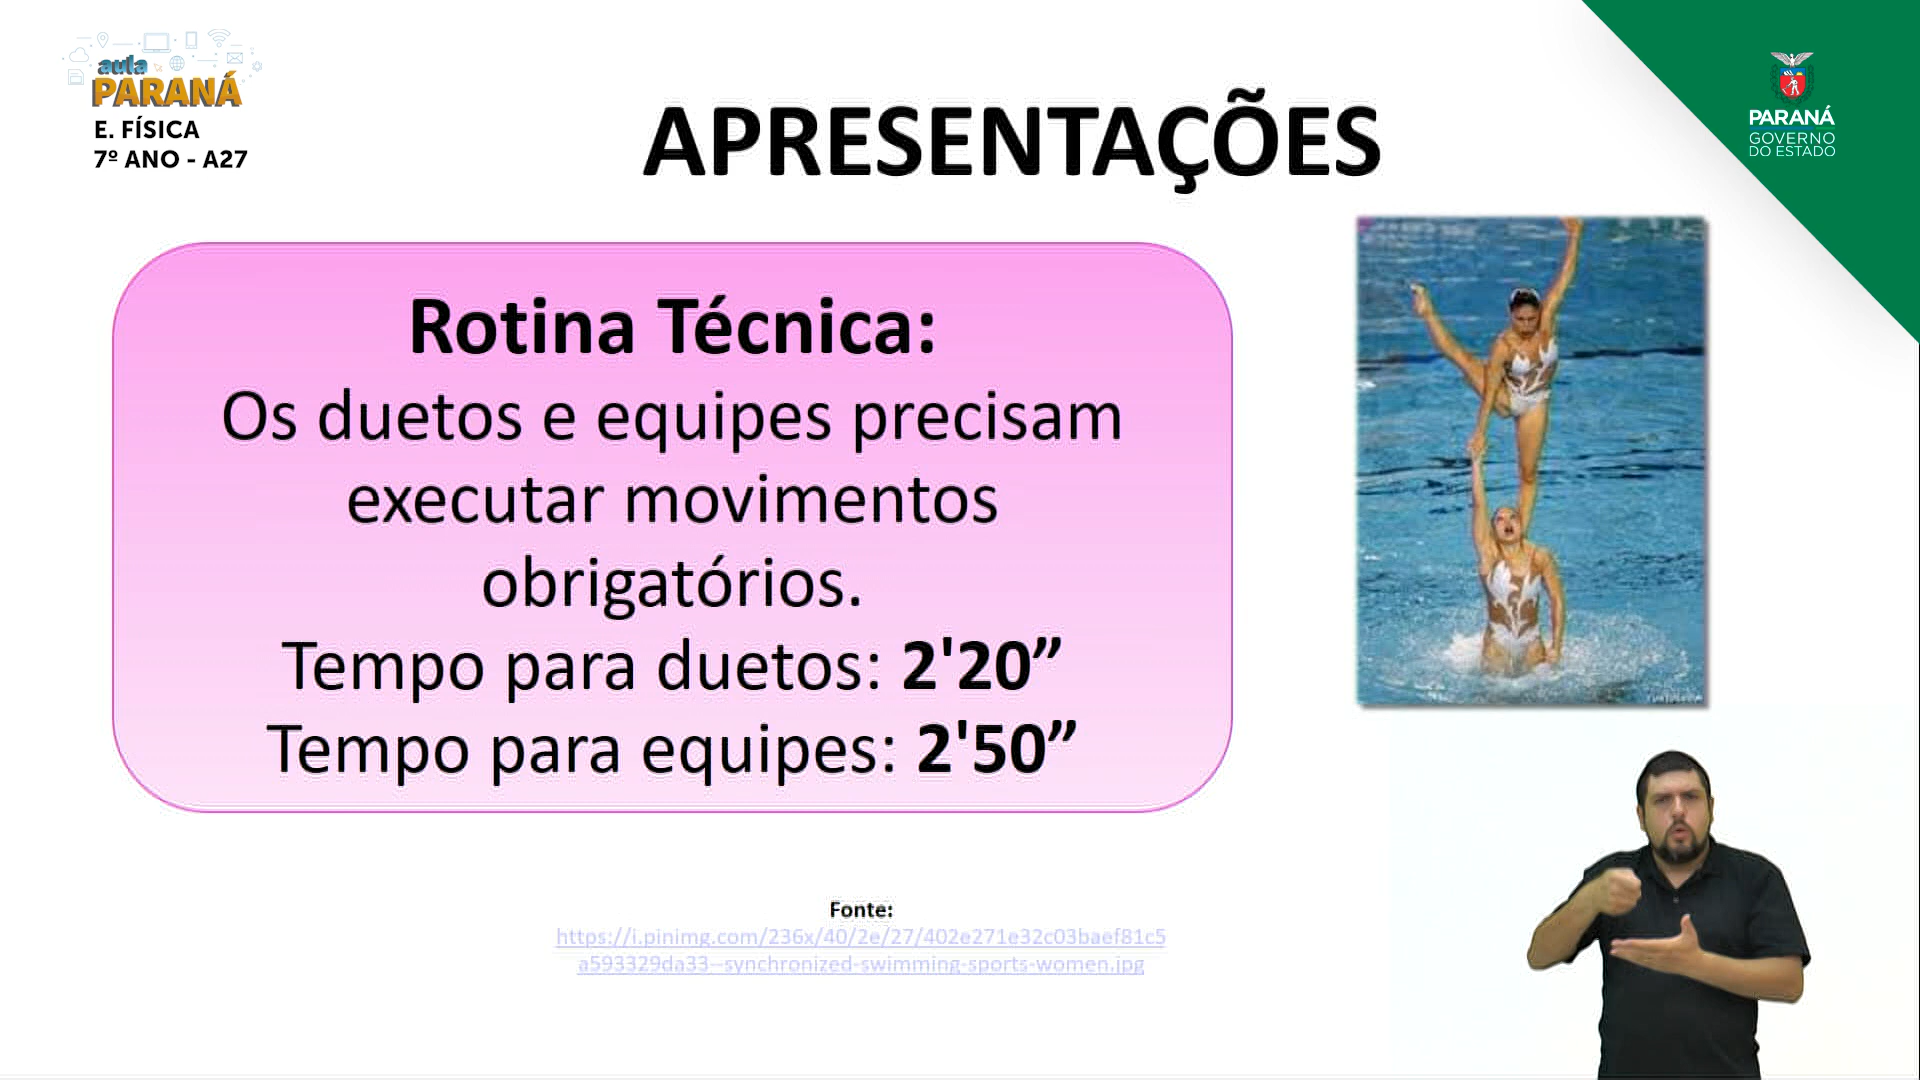 aula
PARANÁ
E. FÍSICA
7º ANO - A27
APRESENTAÇÕES
PARANÁ
GOVERNO
DO ESTADO
Rotina Técnica:
Os duetos e equipes precisam
executar movimentos
obrigatórios.
Tempo para duetos: 2'20”
Tempo para equipes: 2'50”
Fonte:
https://i.pinimg.com/236x/40/2e/27/402e271e32c03baef81c5
a593329da33--synchronized-swimming-sports-women.jpg